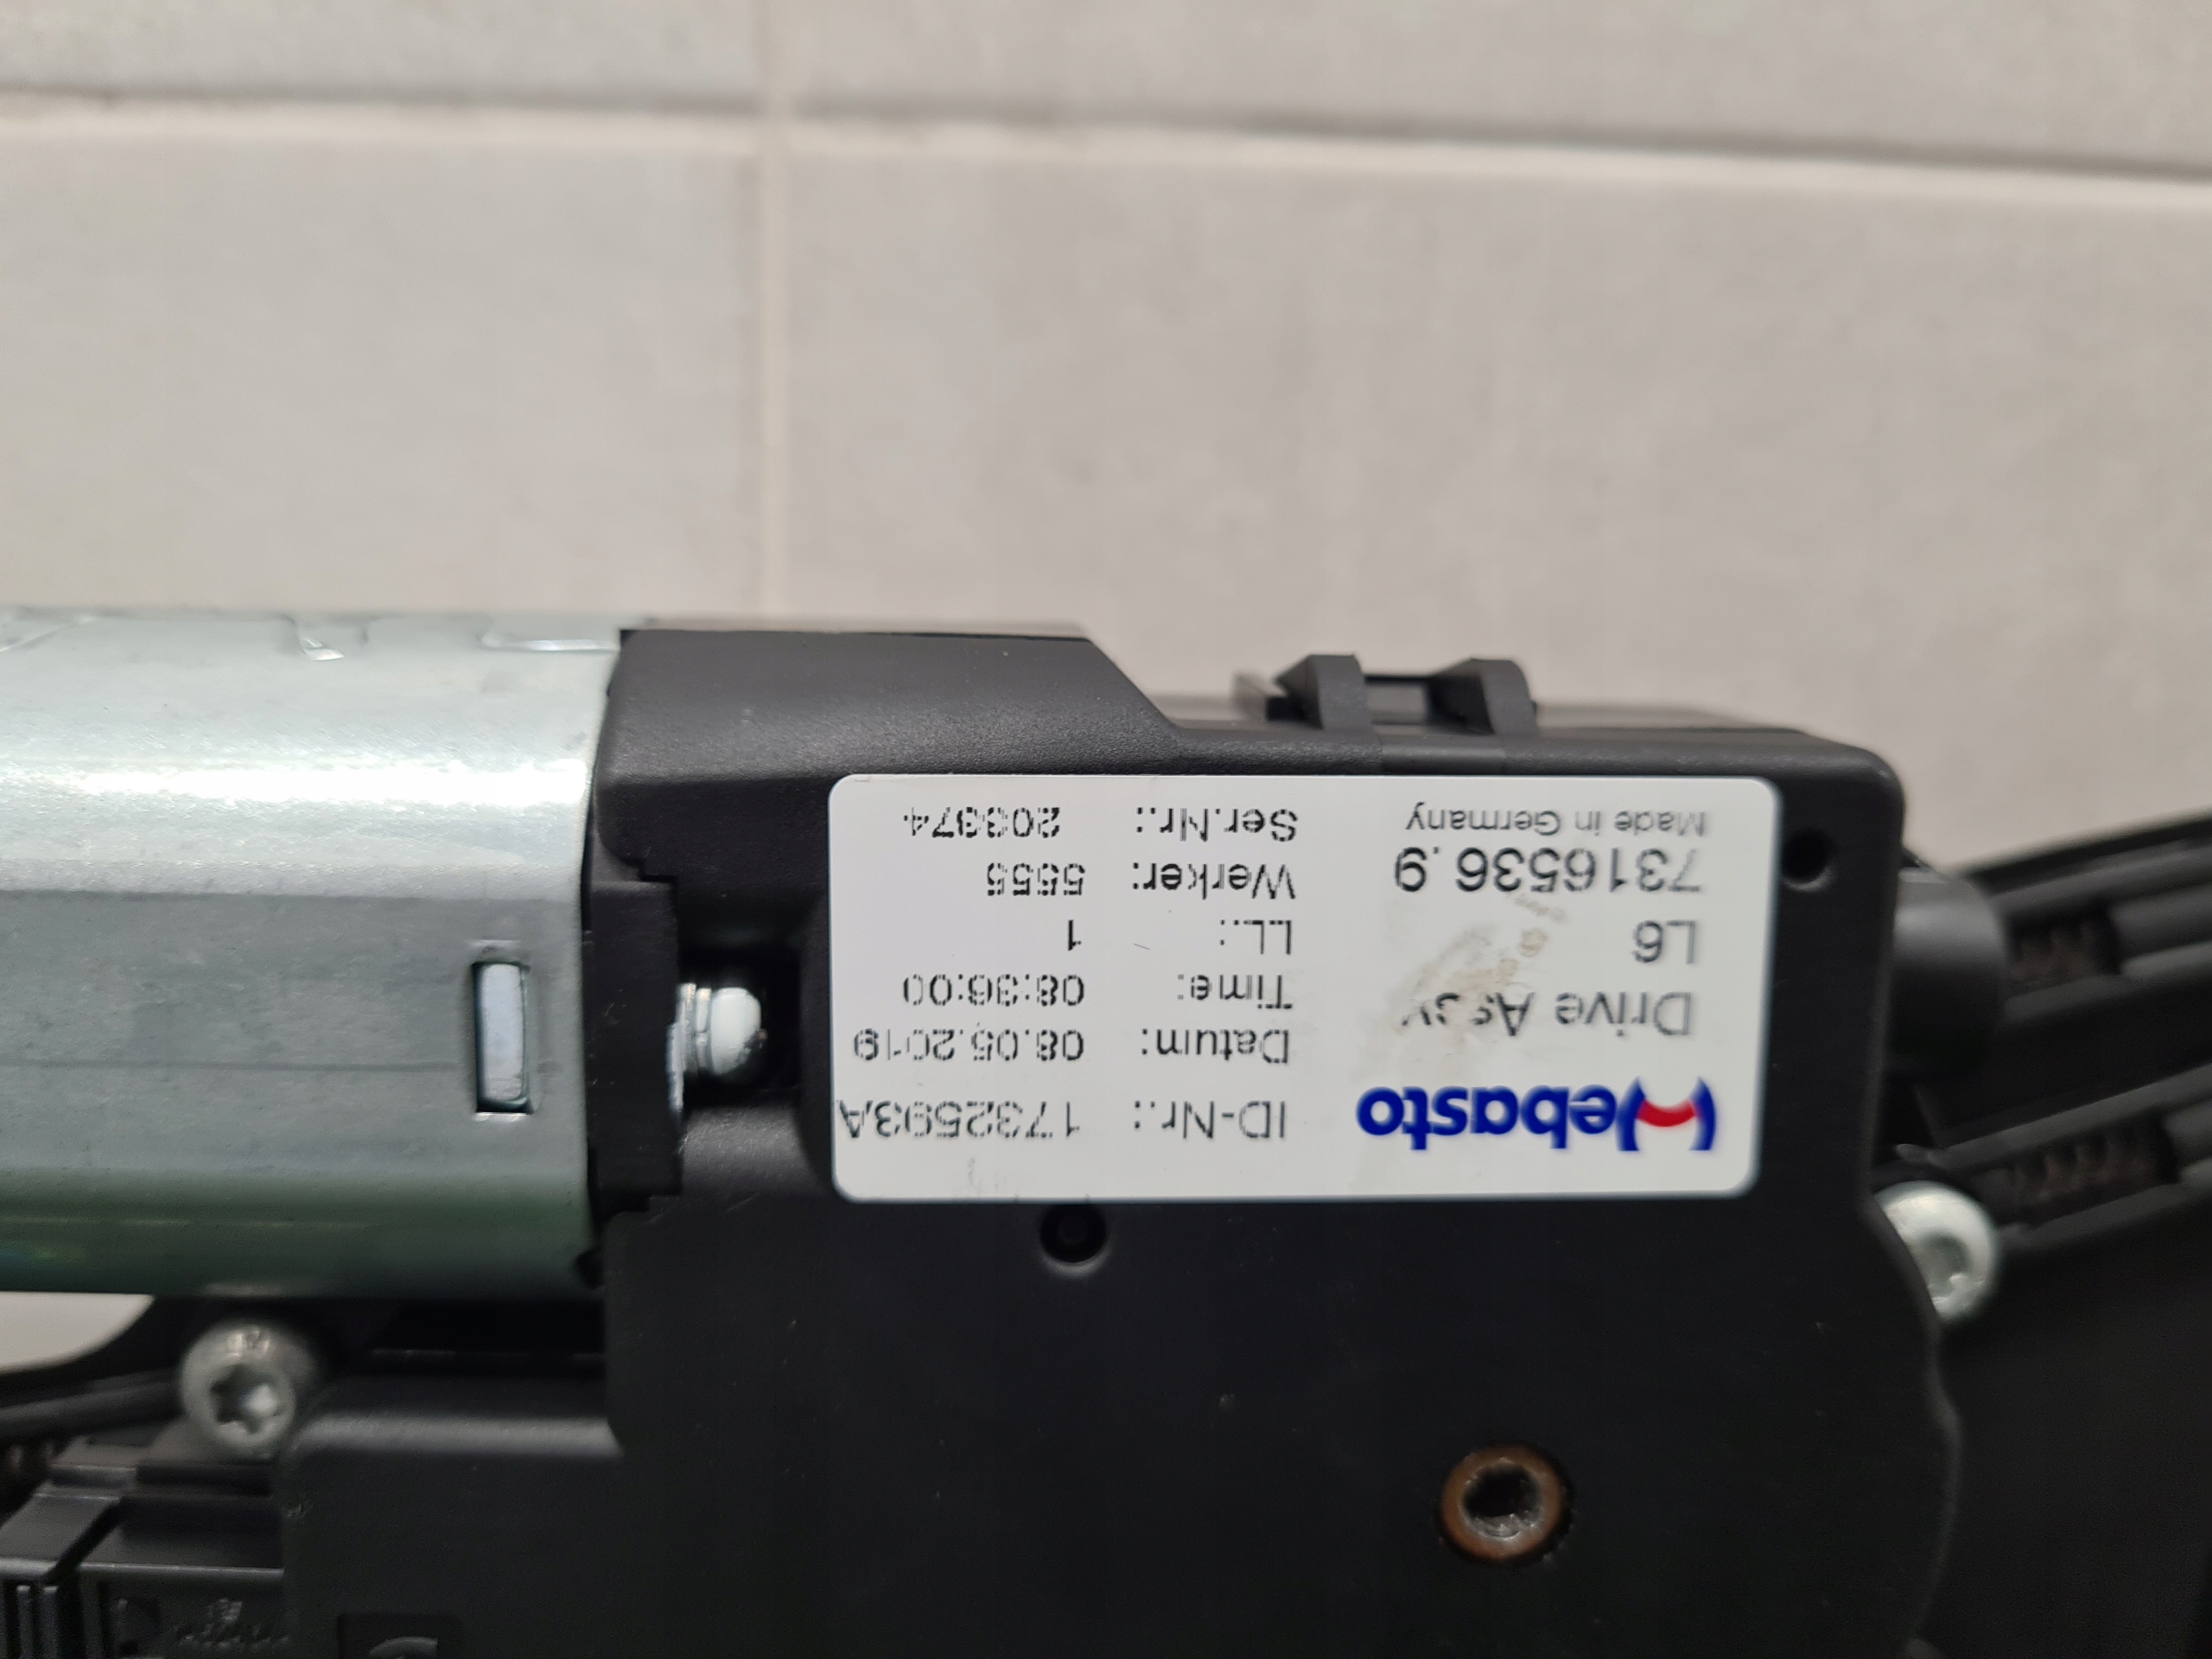 Webasto
Drive Assy
L6
7316536.9
Made in Germany
ID-Nr.: 1732593A
Datum: 08.05.2019
Time: 08:36:00
LL.: 1
Werker: 5555
Ser.Nr.: 203374